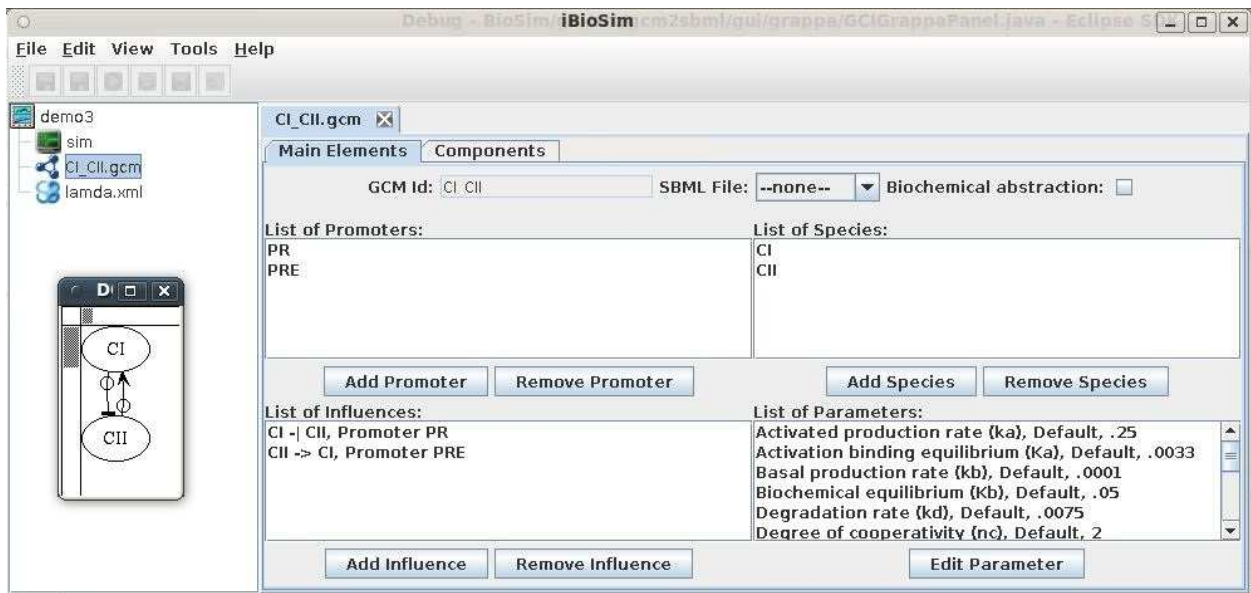 Debug - BioSim/ iBioSim cm2sbml/gui/grappa/GCIGrappaPanel.java - Eclipse
File Edit View Tools Help
demo3
sim
CI_CII.gcm
lamda.xml
CI_CII.gcm
Main Elements Components
GCM Id: CI_CII SBML File: --none-- Biochemical abstraction:
List of Promoters: List of Species:
PR
PRE
CI
CII
Add Promoter Remove Promoter Add Species Remove Species
List of Influences: List of Parameters:
CI -| CII, Promoter PR
CII -> CI, Promoter PRE
Activated production rate (ka), Default, .25
Activation binding equilibrium (Ka), Default, .0033
Basal production rate (kb), Default, .0001
Biochemical equilibrium (Kb), Default, .05
Degradation rate (kd), Default, .0075
Degree of cooperativity (nc), Default, 2
Add Influence Remove Influence Edit Parameter
CI
CII